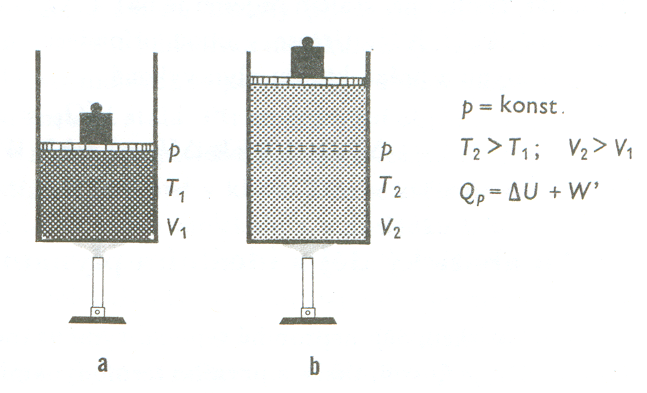 p
T₁
V₁
a
p
T₂
V₂
b
p = konst.
T₂ > T₁ ; V₂ > V₁
Qₚ = ΔU + W’